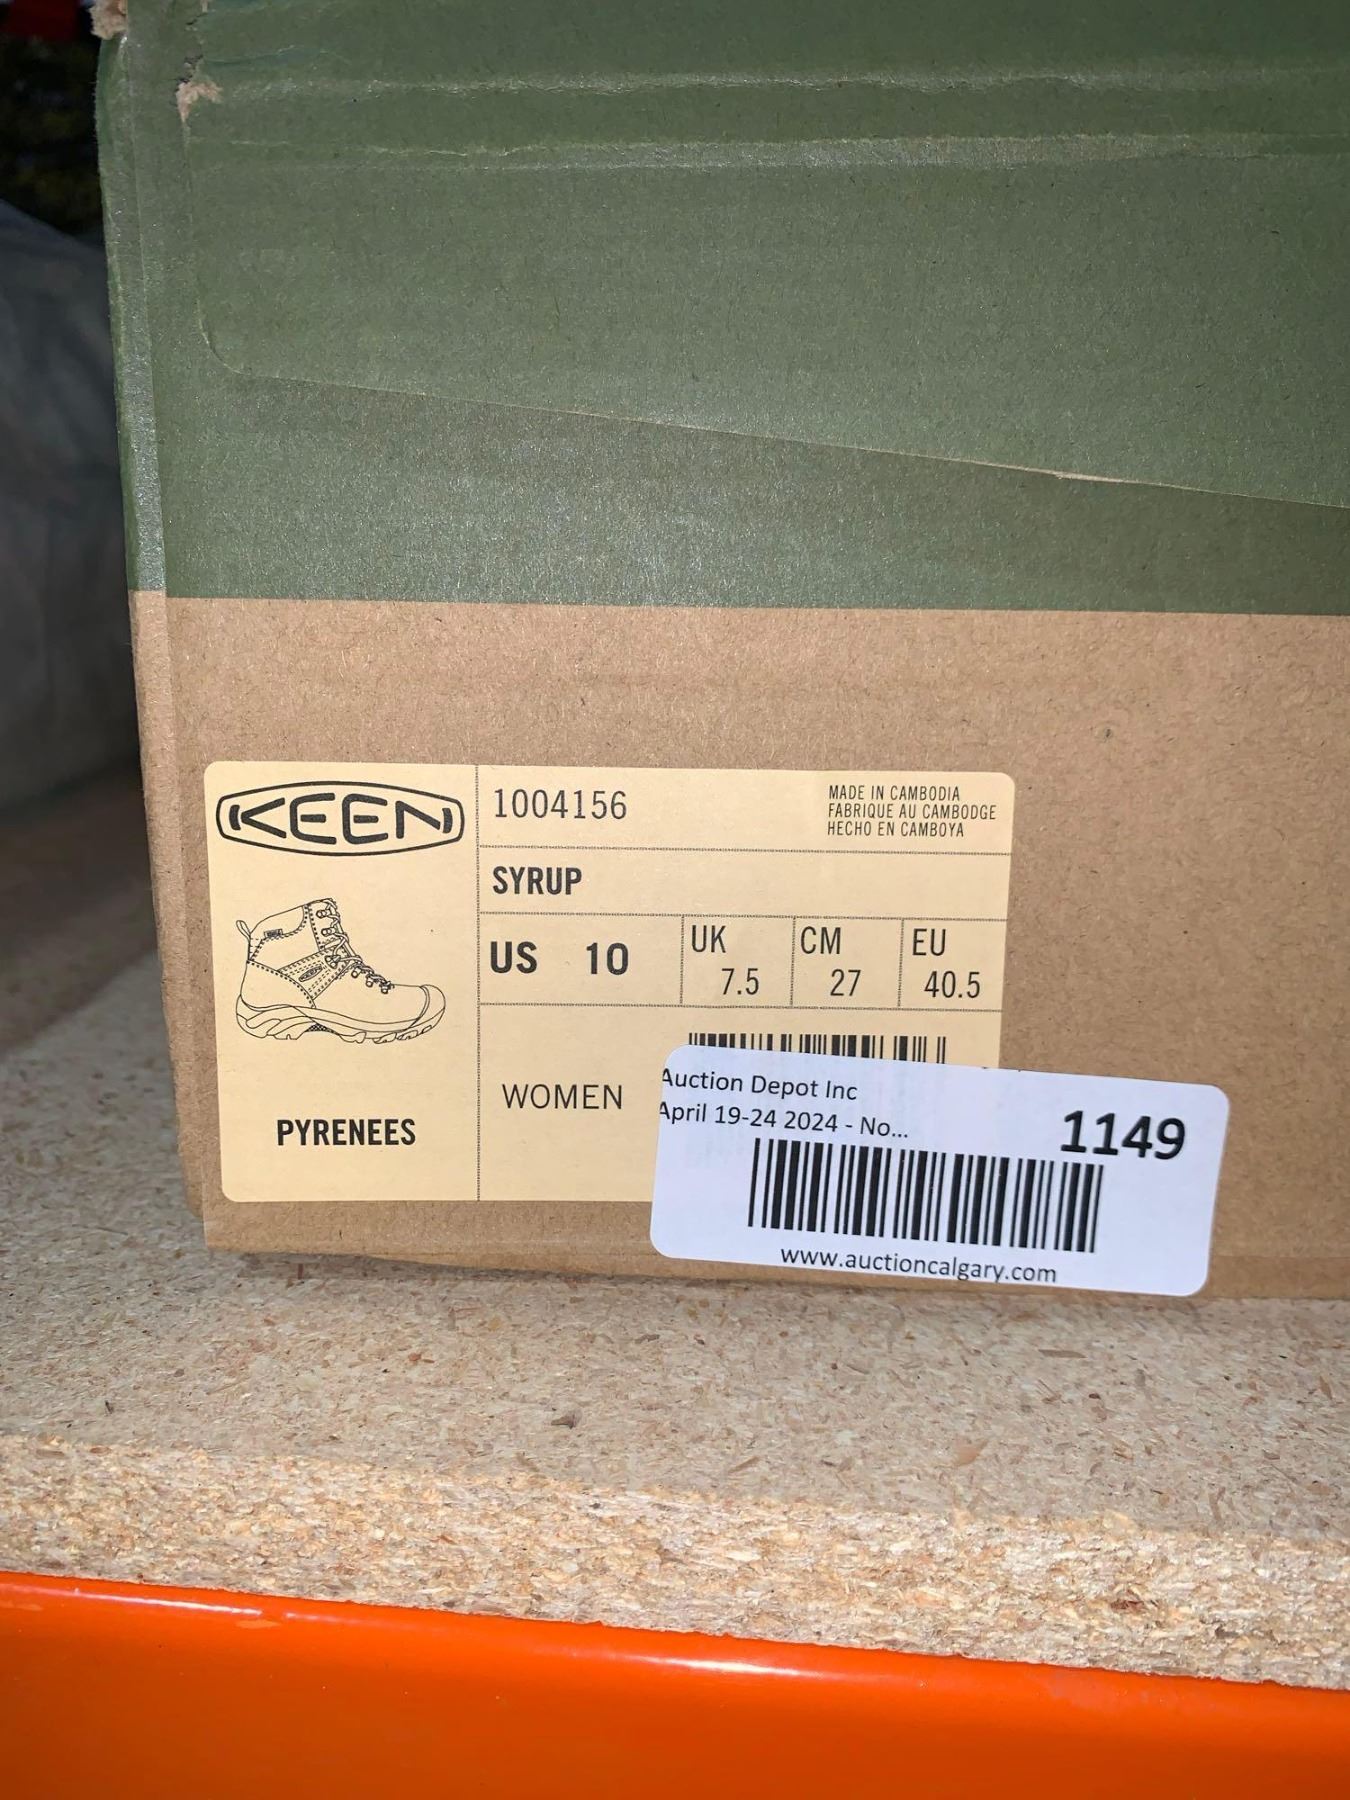 KEEN
1004156
MADE IN CAMBODIA
FABRIQUE AU CAMBODGE
HECHO EN CAMBOYA
SYRUP
US 10
UK 7.5
CM 27
EU 40.5
WOMEN
PYRENEES
Auction Depot Inc
April 19-24 2024 - No...
1149
www.auctioncalgary.com